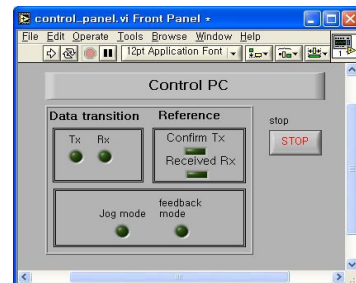 control_panel.vi Front Panel *
File Edit Operate Tools Browse Window Help
12pt Application Font
1
Control PC
Data transition Reference
Tx Rx
Confirm Tx
Received Rx
stop
STOP
Jog mode
feedback
mode